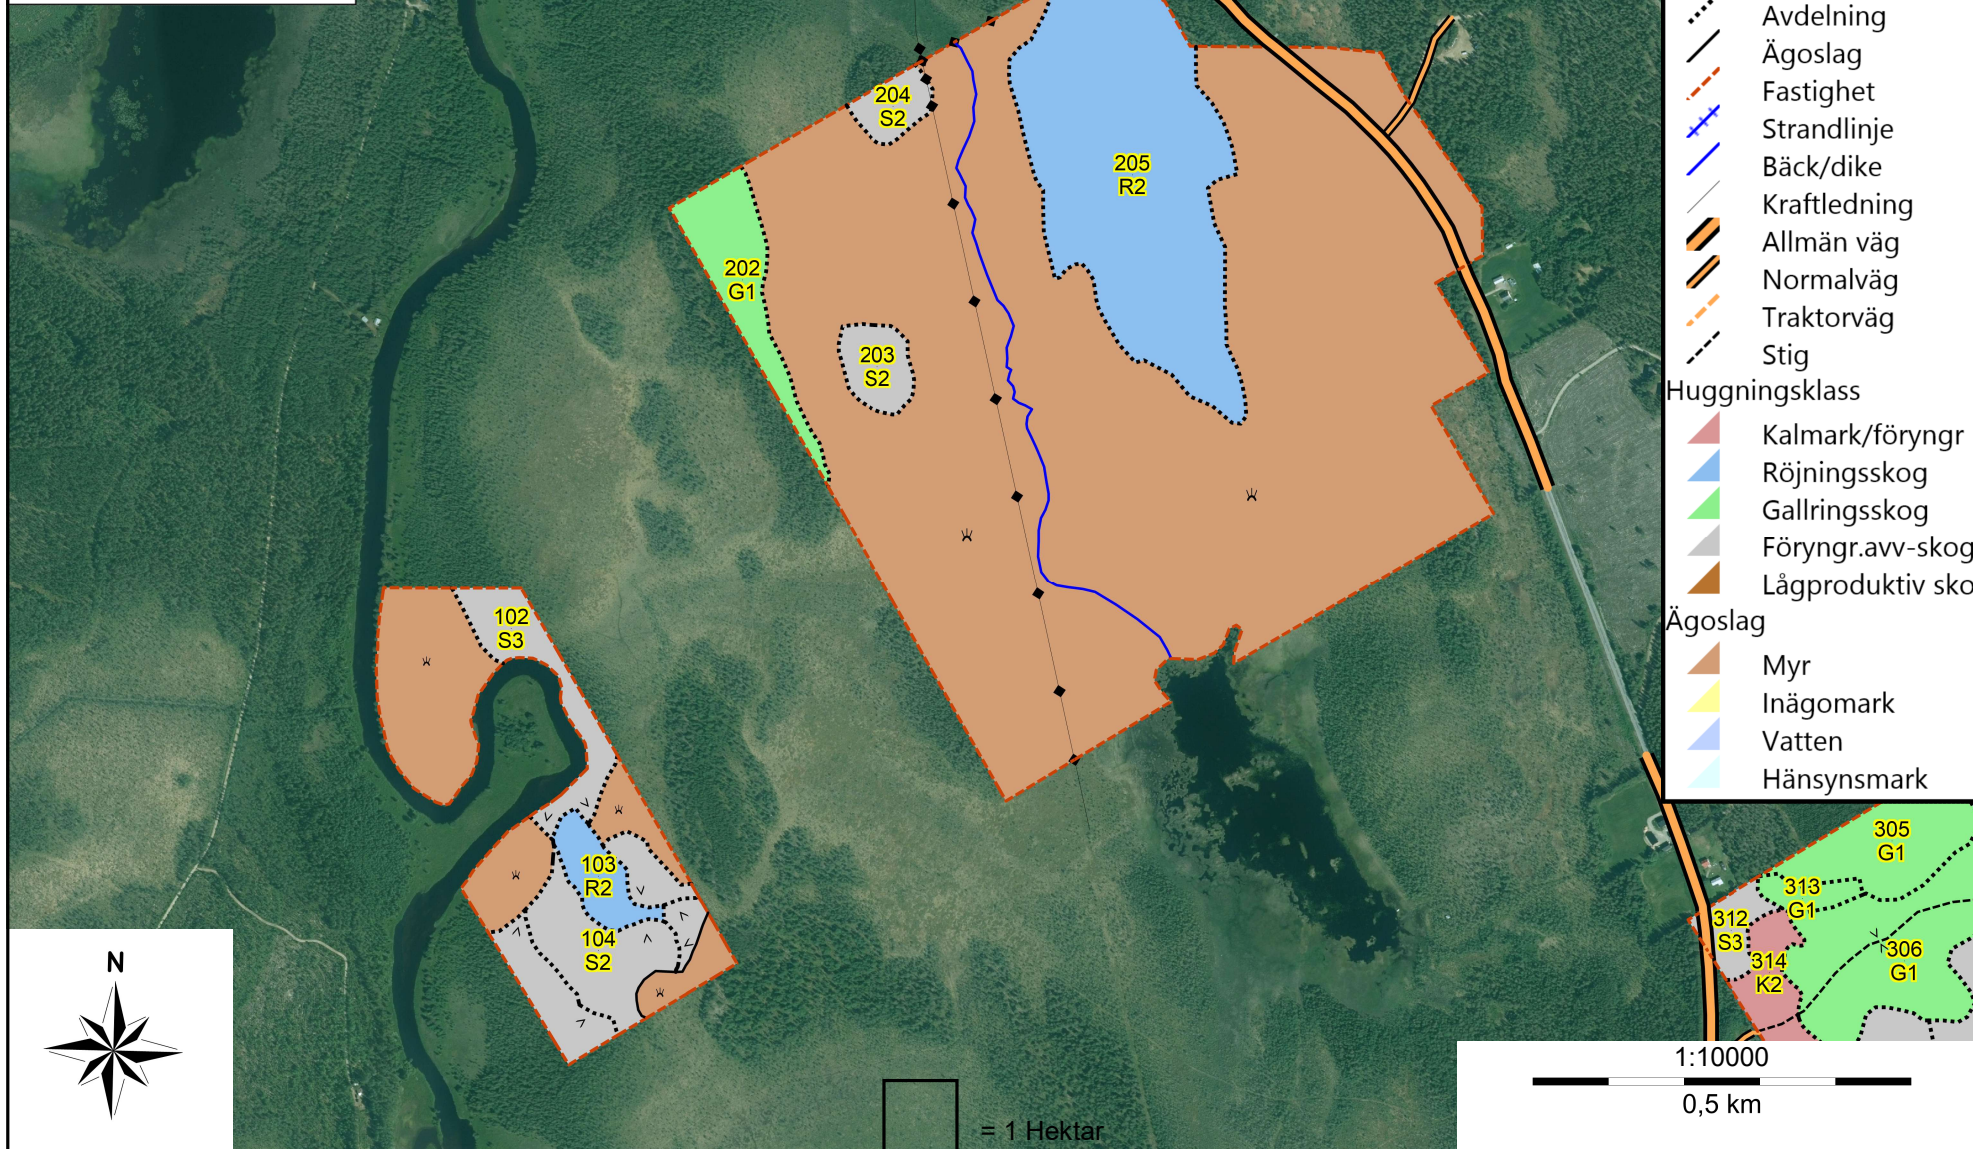 Avdelning
Ägoslag
Fastighet
Strandlinje
Bäck/dike
Kraftledning
Allmän väg
Normalväg
Traktorväg
Stig
Huggningsklass
Kalmark/föryngr
Röjningsskog
Gallringsskog
Föryngr.avv-skog
Lågproduktiv sko
Ägoslag
Myr
Inägomark
Vatten
Hänsynsmark
204
S2
205
R2
202
G1
203
S2
102
S3
103
R2
104
S2
305
G1
313
G1
312
S3
306
G1
314
K2
N
1:10000
0,5 km
= 1 Hektar